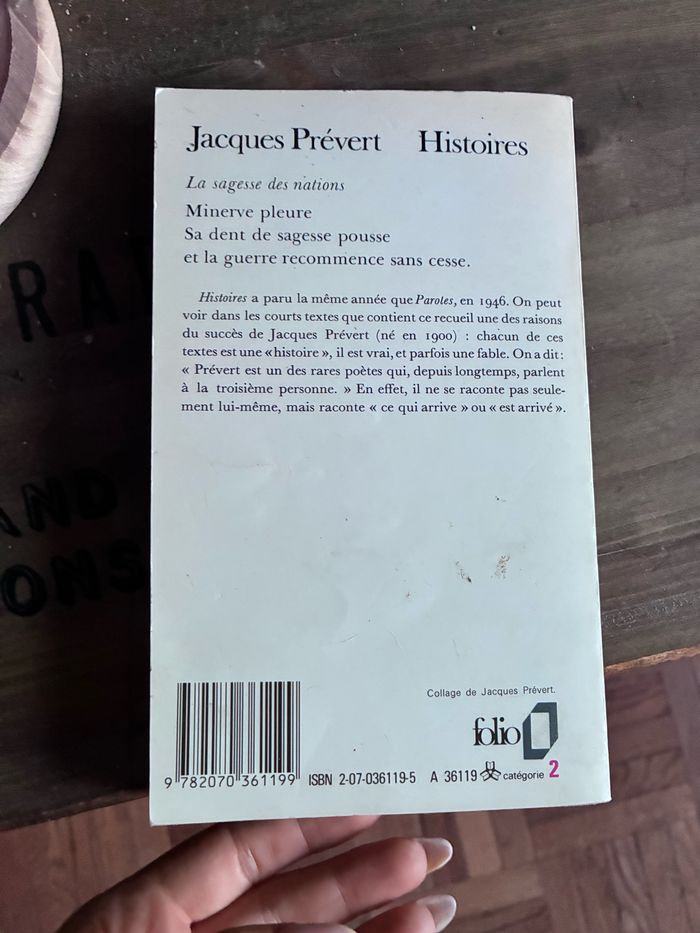 Jacques Prévert Histoires
La sagesse des nations
Minerve pleure
Sa dent de sagesse pousse
et la guerre recommence sans cesse.
Histoires a paru la même année que Paroles, en 1946. On peut
voir dans les courts textes que contient ce recueil une des raisons
du succès de Jacques Prévert (né en 1900) : chacun de ces
textes est une « histoire », il est vrai, et parfois une fable. On a dit :
« Prévert est un des rares poètes qui, depuis longtemps, parlent
à la troisième personne. » En effet, il ne se raconte pas seule-
ment lui-même, mais raconte « ce qui arrive » ou « est arrivé ».
Collage de Jacques Prévert.
folio
9 782070 361199 ISBN 2-07-036119-5 A 36119 catégorie 2
AND
ONS